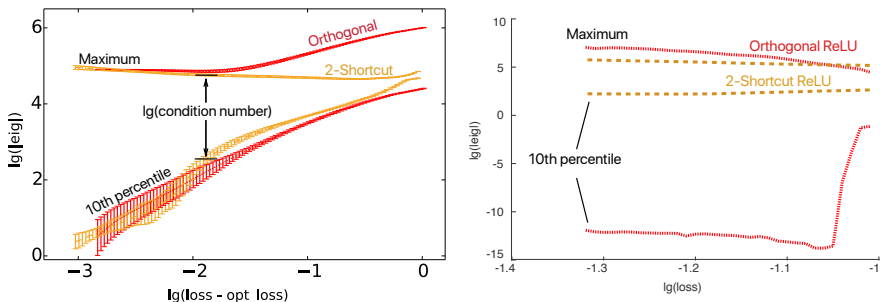 6
4
2
0
lg(|eig|)
Maximum
Orthogonal
2-Shortcut
lg(condition number)
10th percentile
−3
−2
−1
0
lg(loss - opt loss)
10
5
0
-5
-10
-15
lg(|eig|)
Maximum
Orthogonal ReLU
2-Shortcut ReLU
10th percentile
-1.4
-1.3
-1.2
-1.1
-1
lg(loss)